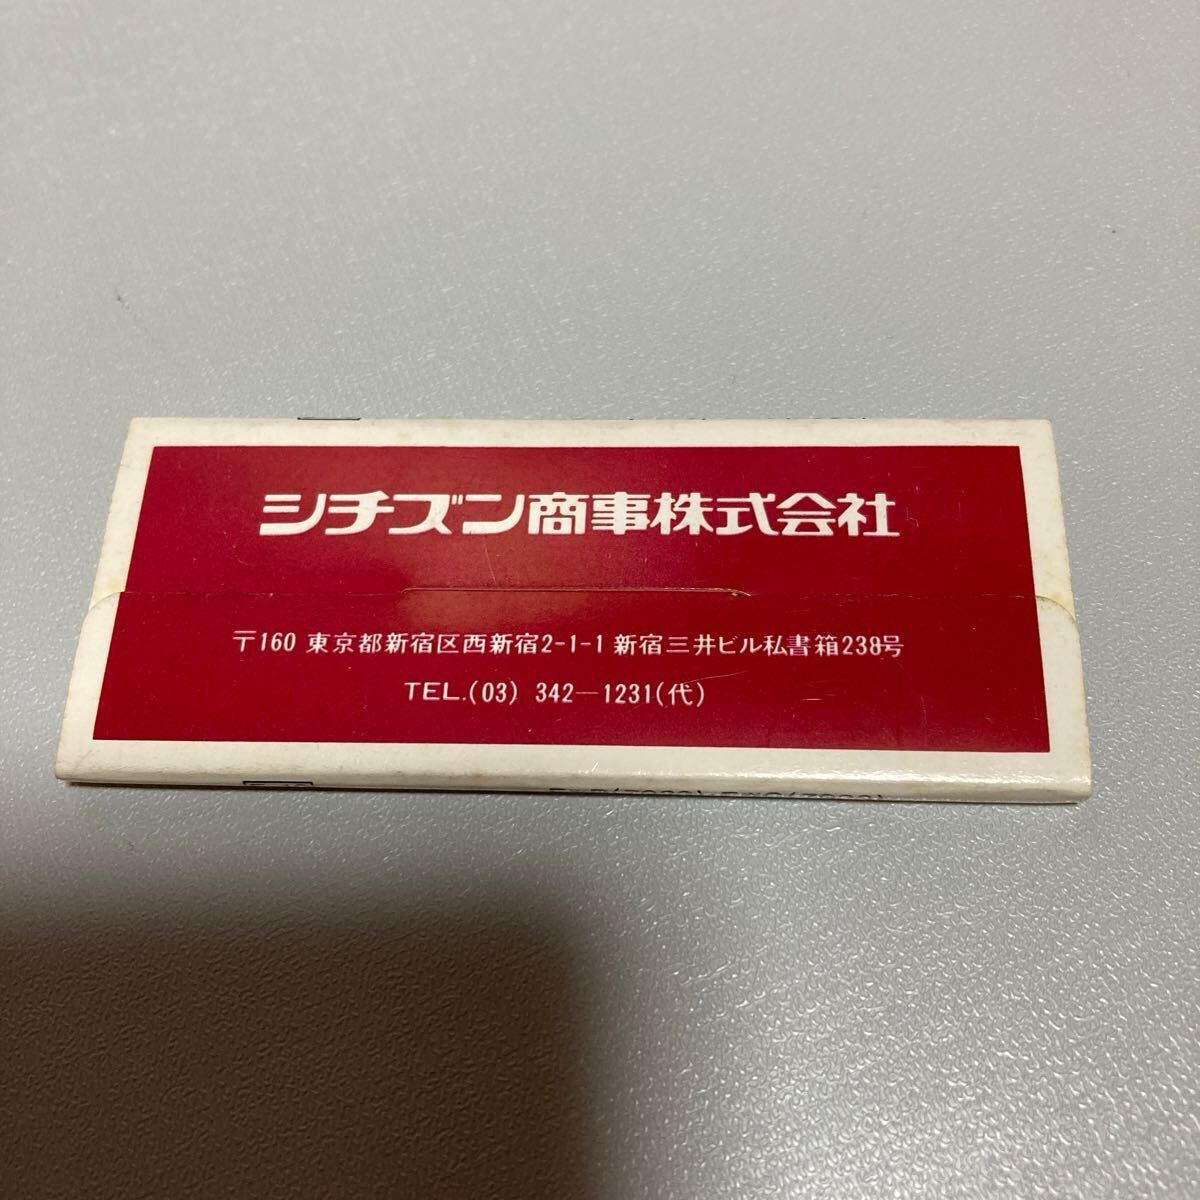 シチズン商事株式会社
〒160 東京都新宿区西新宿2-1-1 新宿三井ビル私書箱238号
TEL.(03) 342-1231(代)